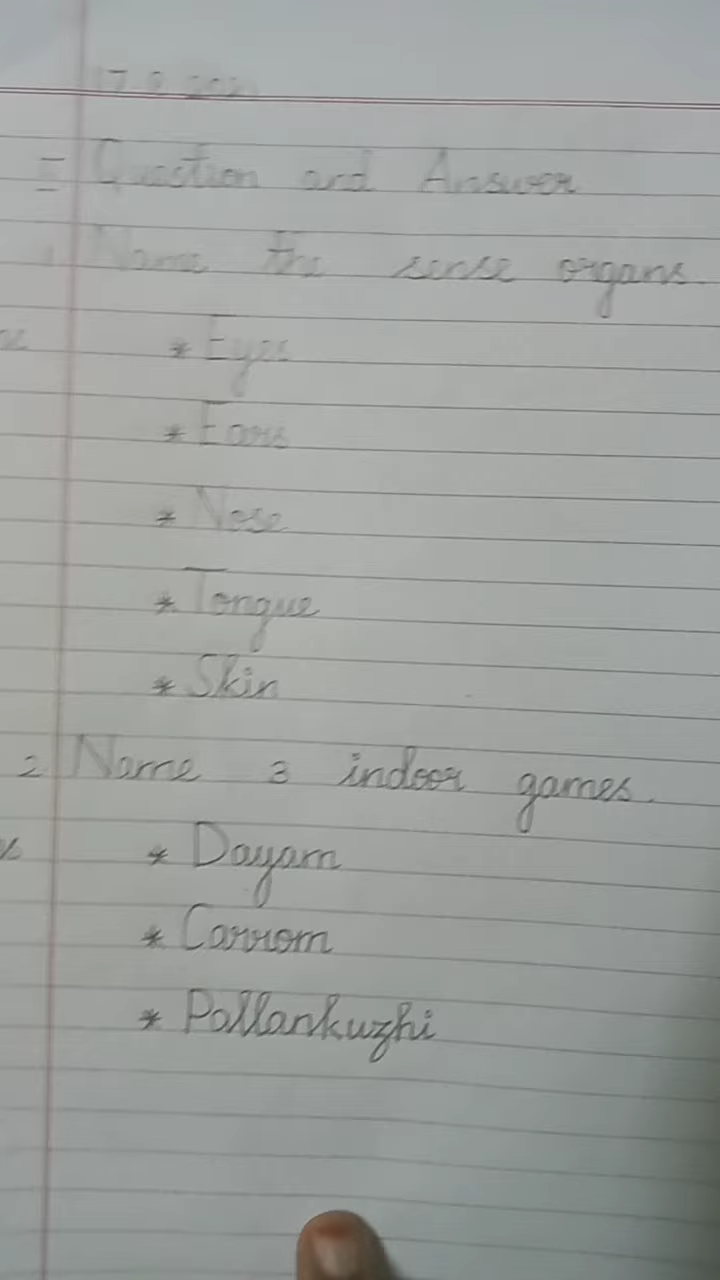 I Question and Answer
1 Name the sense organs.
* Eyes
* Ears
* Nose
* Tongue
* Skin
2 Name 3 indoor games.
* Dayam
* Carrom
* Pallankuzhi